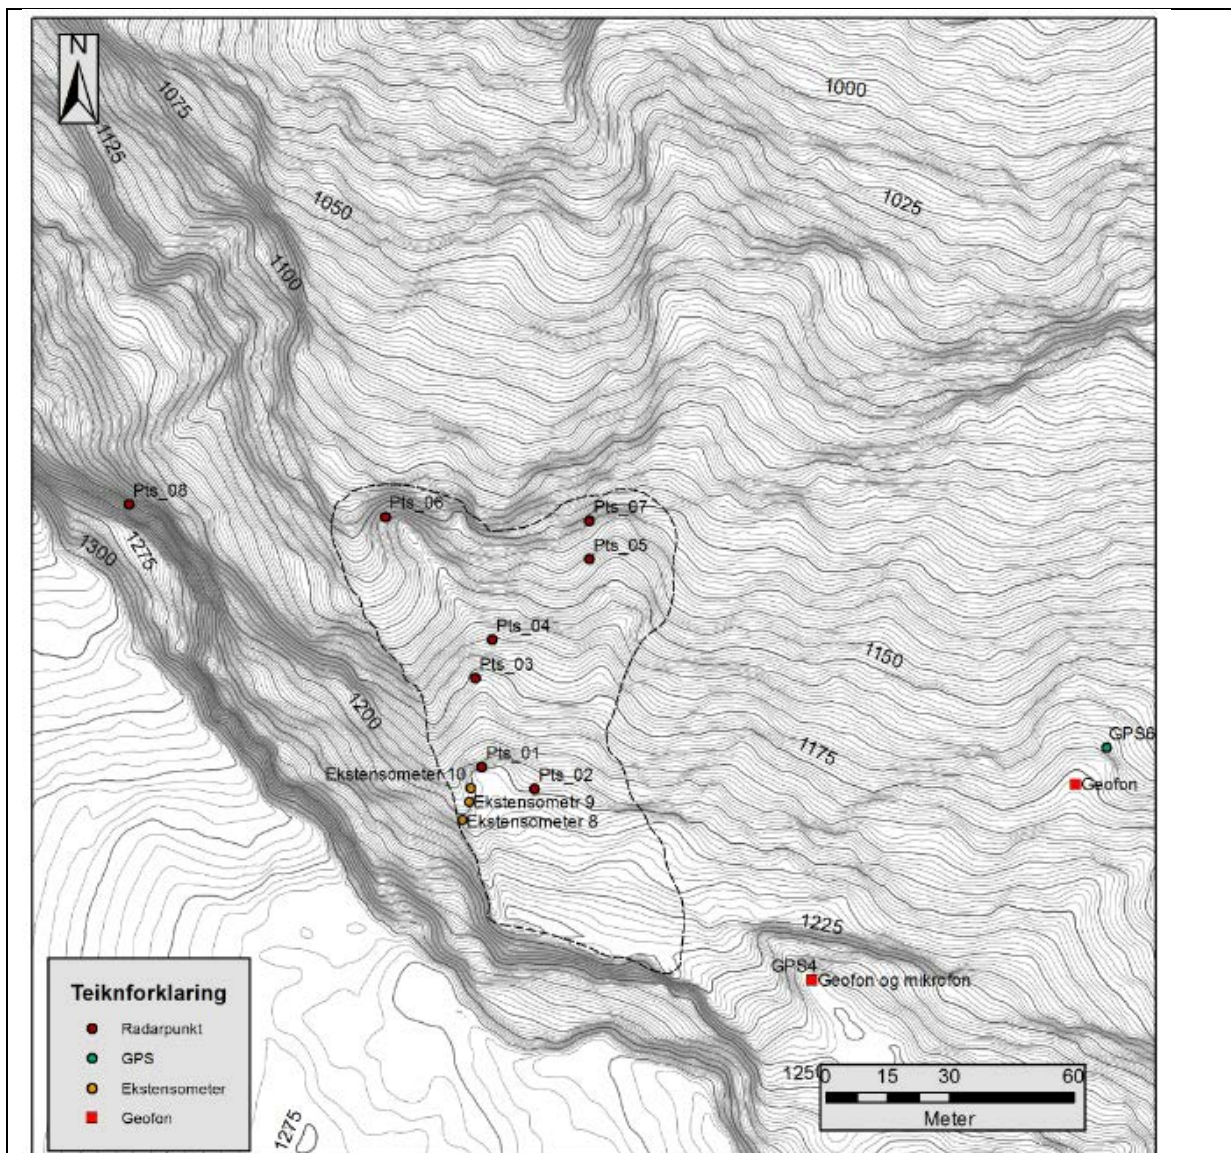 N
1000
1075
1125
1050
1025
1100
Pts_08
Pts_06
Pts_07
1300
1275
Pts_05
Pts_04
1150
Pts_03
1200
GPS6
1175
Pts_01
Ekstensometer 10
Pts_02
Geofon
Ekstensometr 9
Ekstensometer 8
1225
GPS4
Geofon og mikrofon
Teiknforklaring
Radarpunkt
GPS
Ekstensometer
Geofon
1250
0 15 30 60
Meter
1275